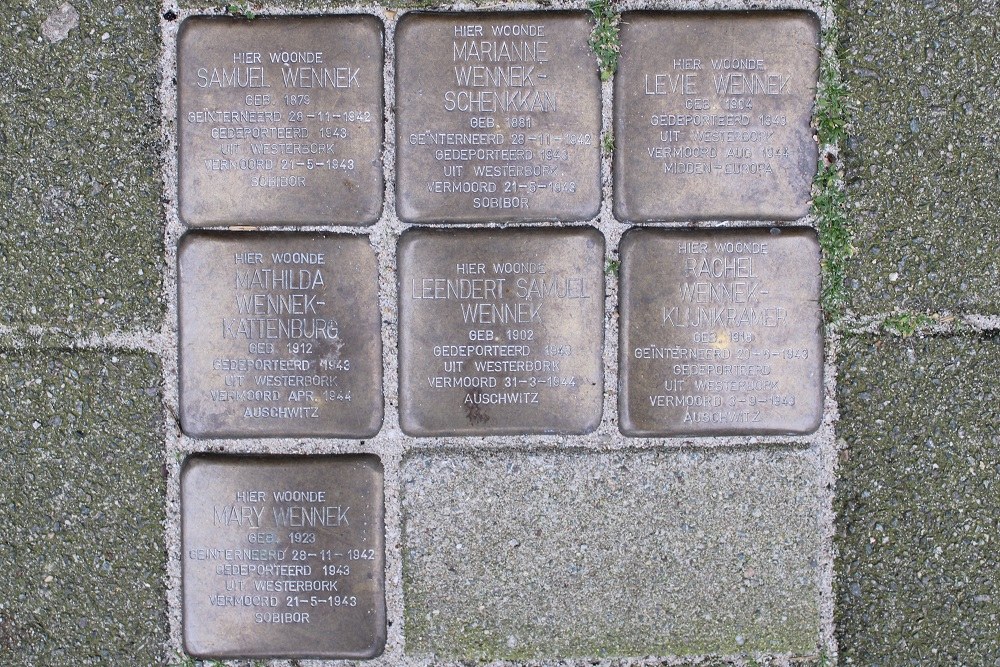 HIER WOONDE
SAMUEL WENNEK
GEB. 1879
GEÏNTERNEERD 28-11-1942
GEDEPORTEERD 1943
UIT WESTERBORK
VERMOORD 21-5-1943
SOBIBOR
HIER WOONDE
MARIANNE
WENNEK-
SCHENKKAN
GEB. 1881
GEÏNTERNEERD 28-11-1942
GEDEPORTEERD 1943
UIT WESTERBORK
VERMOORD 21-5-1943
SOBIBOR
HIER WOONDE
LEVIE WENNEK
GEB. 1904
GEDEPORTEERD 1943
UIT WESTERBORK
VERMOORD AUG. 1944
MIDDEN-EUROPA
HIER WOONDE
MATHILDA
WENNEK-
KATTENBURG
GEB. 1912
GEDEPORTEERD 1943
UIT WESTERBORK
VERMOORD APR. 1944
AUSCHWITZ
HIER WOONDE
LEENDERT SAMUEL
WENNEK
GEB. 1902
GEDEPORTEERD 1943
UIT WESTERBORK
VERMOORD 31-3-1944
AUSCHWITZ
HIER WOONDE
RACHEL
WENNEK-
KLIJNKRAMER
GEB. 1916
GEÏNTERNEERD
GEDEPORTEERD
UIT WESTERBORK
VERMOORD 3-9-1943
AUSCHWITZ
HIER WOONDE
MARY WENNEK
GEB. 1923
GEÏNTERNEERD 28-11-1942
GEDEPORTEERD 1943
UIT WESTERBORK
VERMOORD 21-5-1943
SOBIBOR